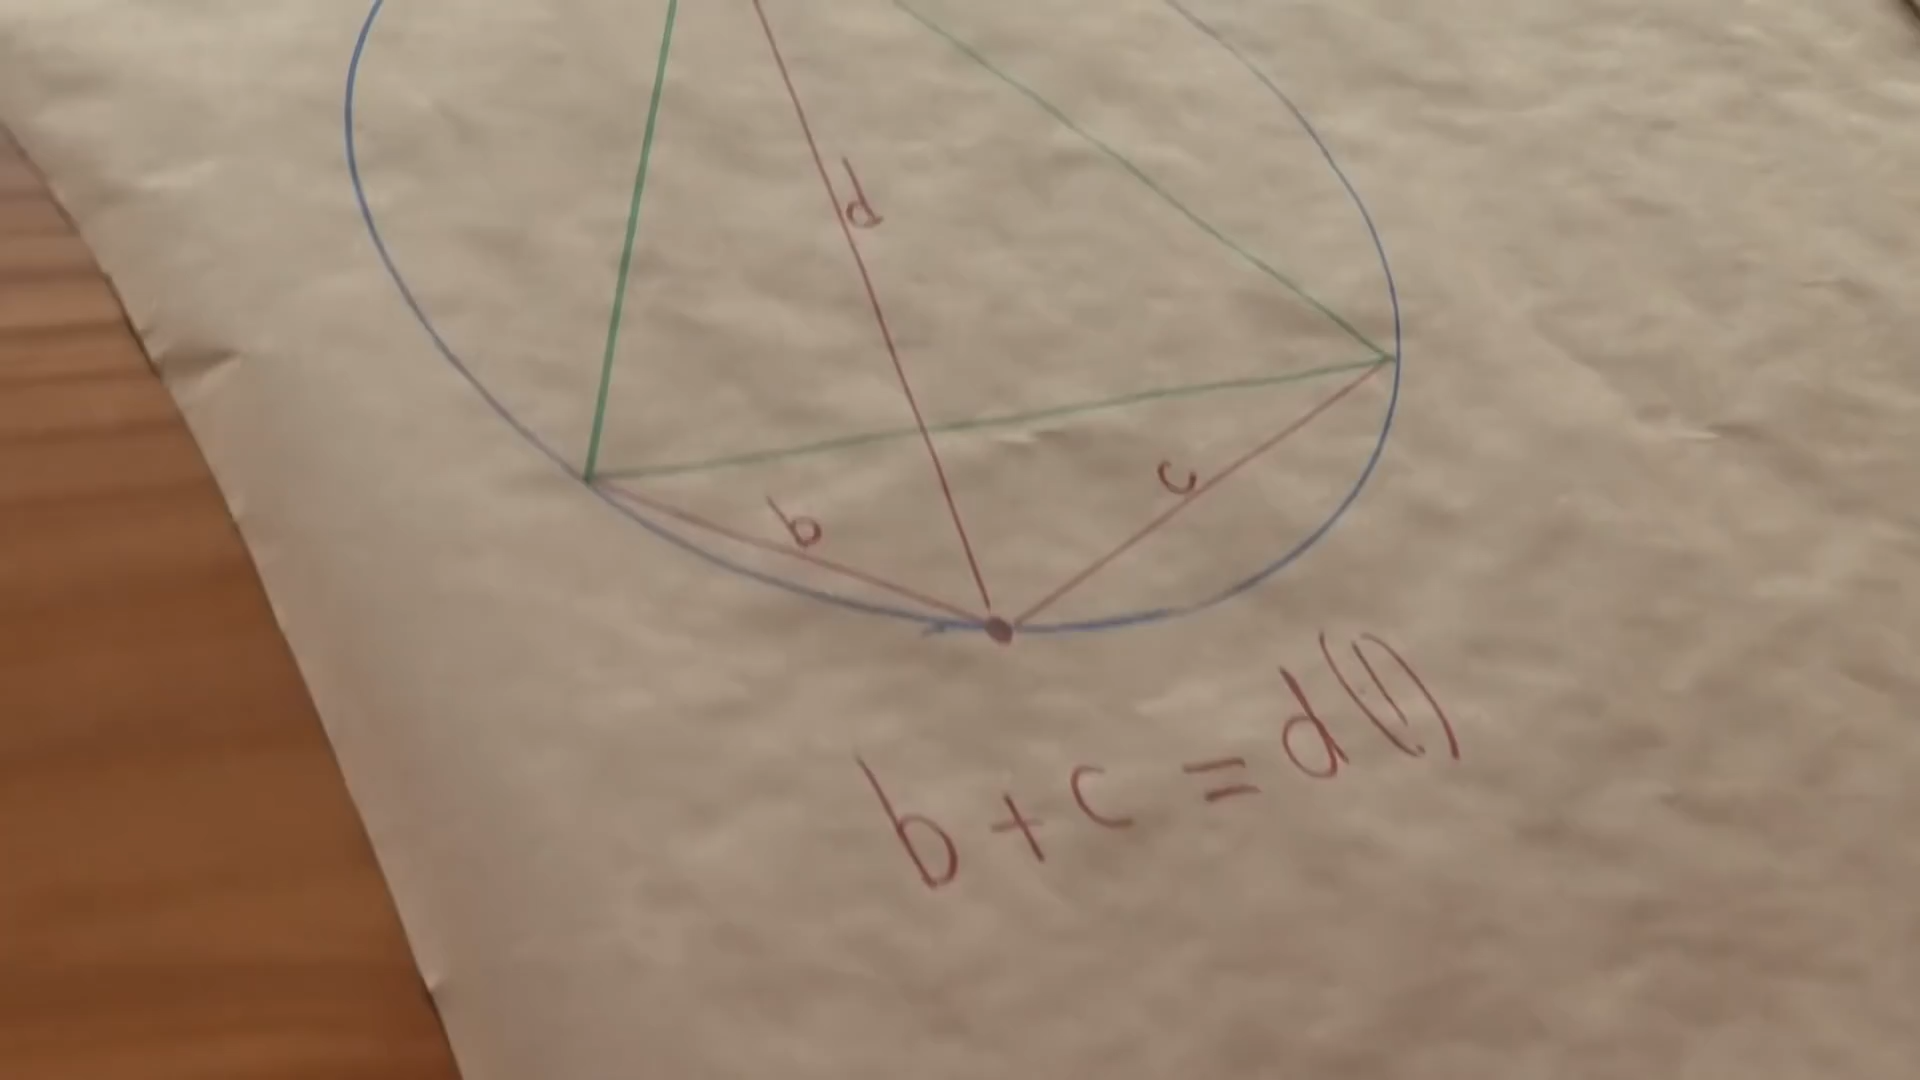 d
b
c
b + c = d(!)